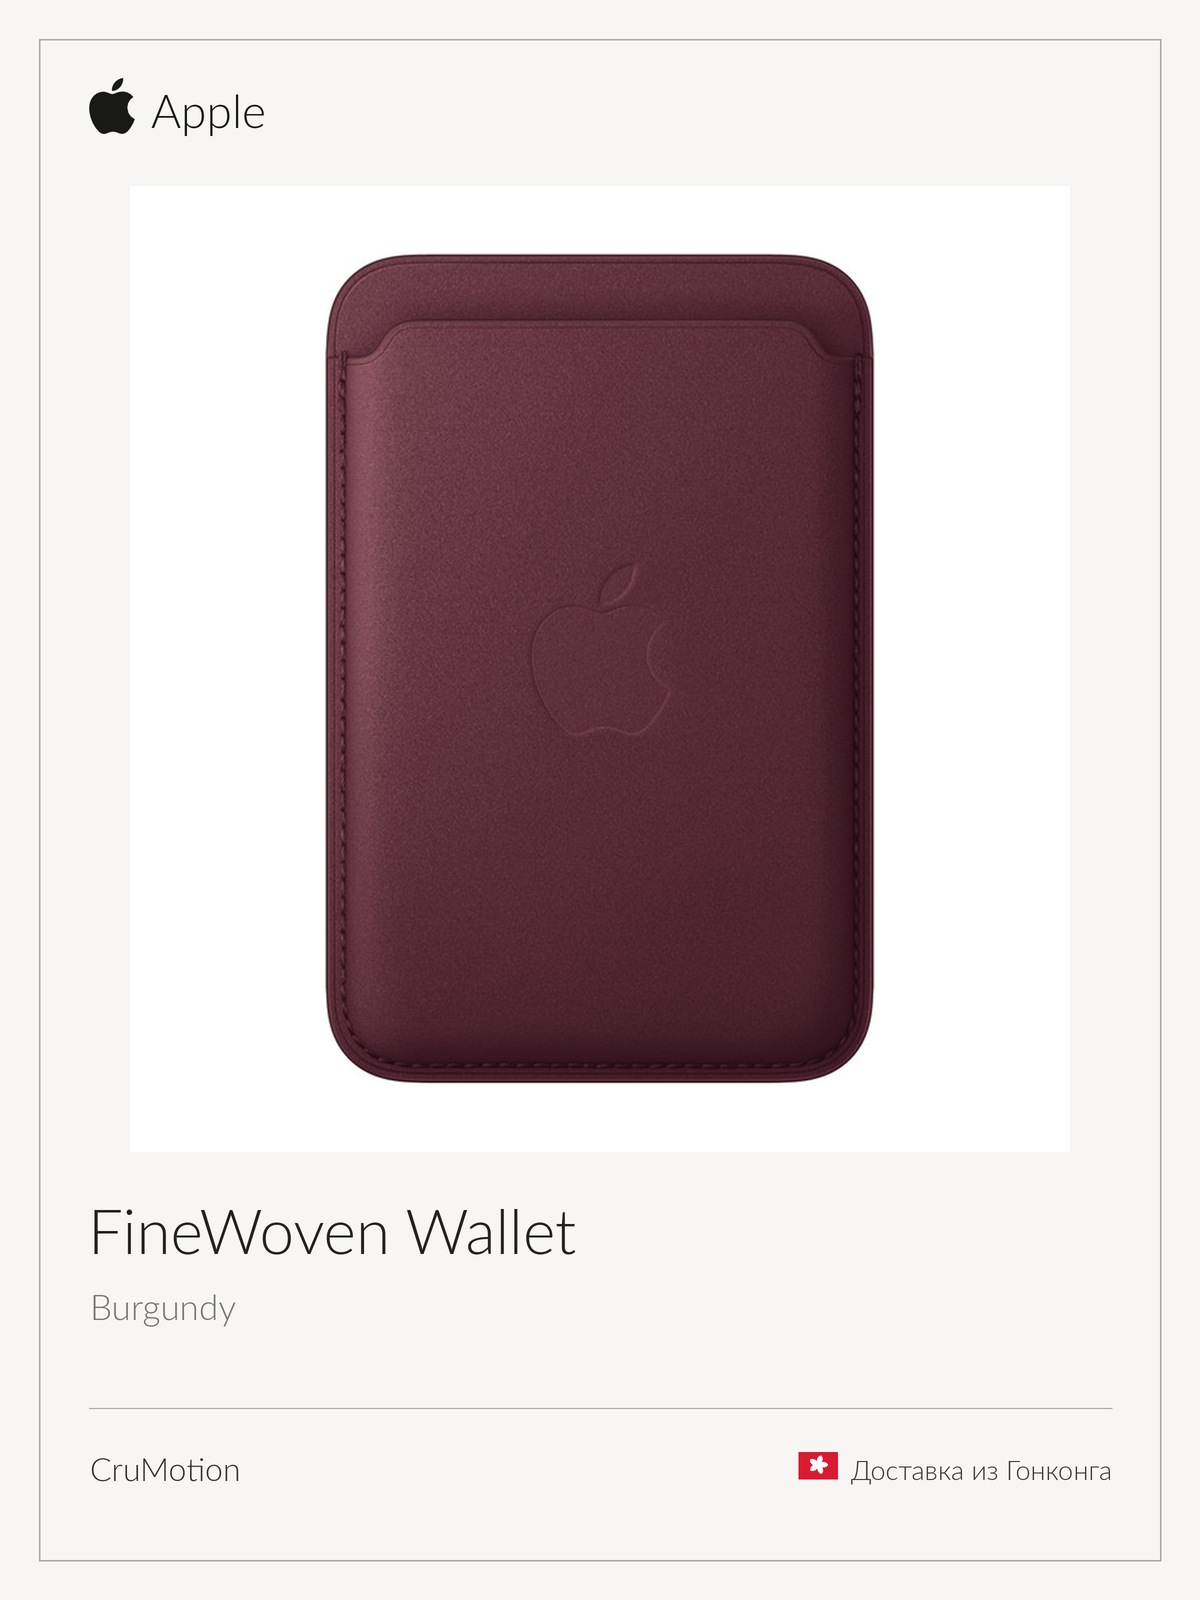 Apple
FineWoven Wallet
Burgundy
CruMotion
Доставка из Гонконга